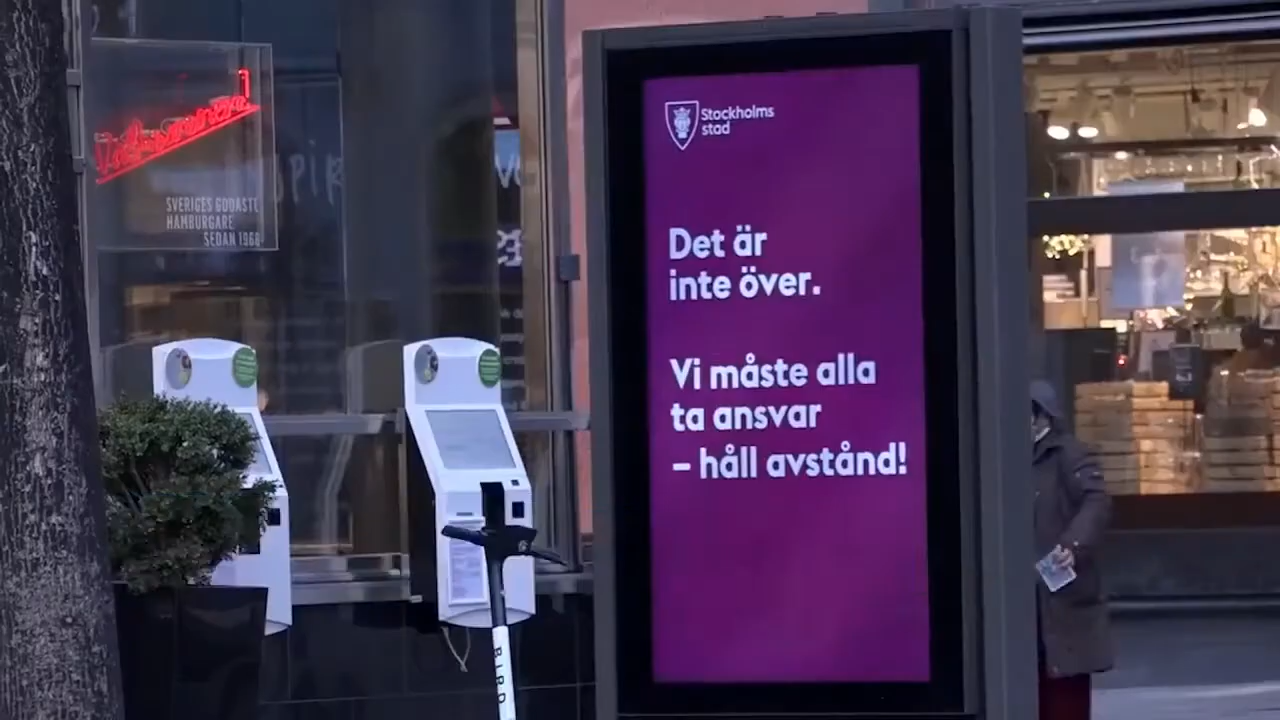 SVERIGES GODASTE
HAMBURGARE
SEDAN 1968
Stockholms
stad
Det är
inte över.
Vi måste alla
ta ansvar
– håll avstånd!
BIRD